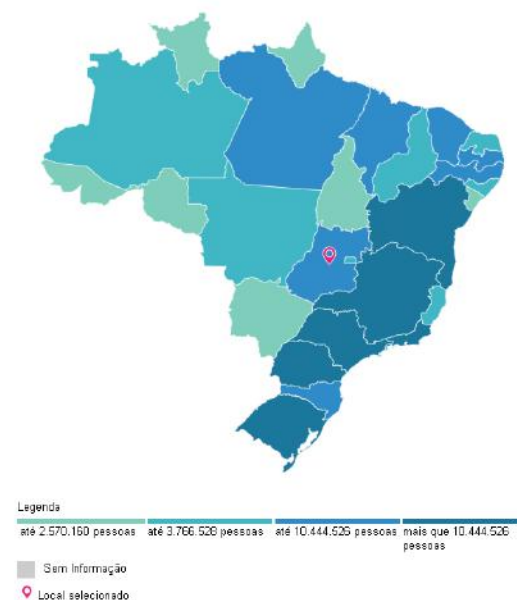 Legenda
até 2.570.160 pessoas até 3.766.528 pessoas até 10.444.526 pessoas mais que 10.444.526
pessoas
Sem Informação
Local selecionado